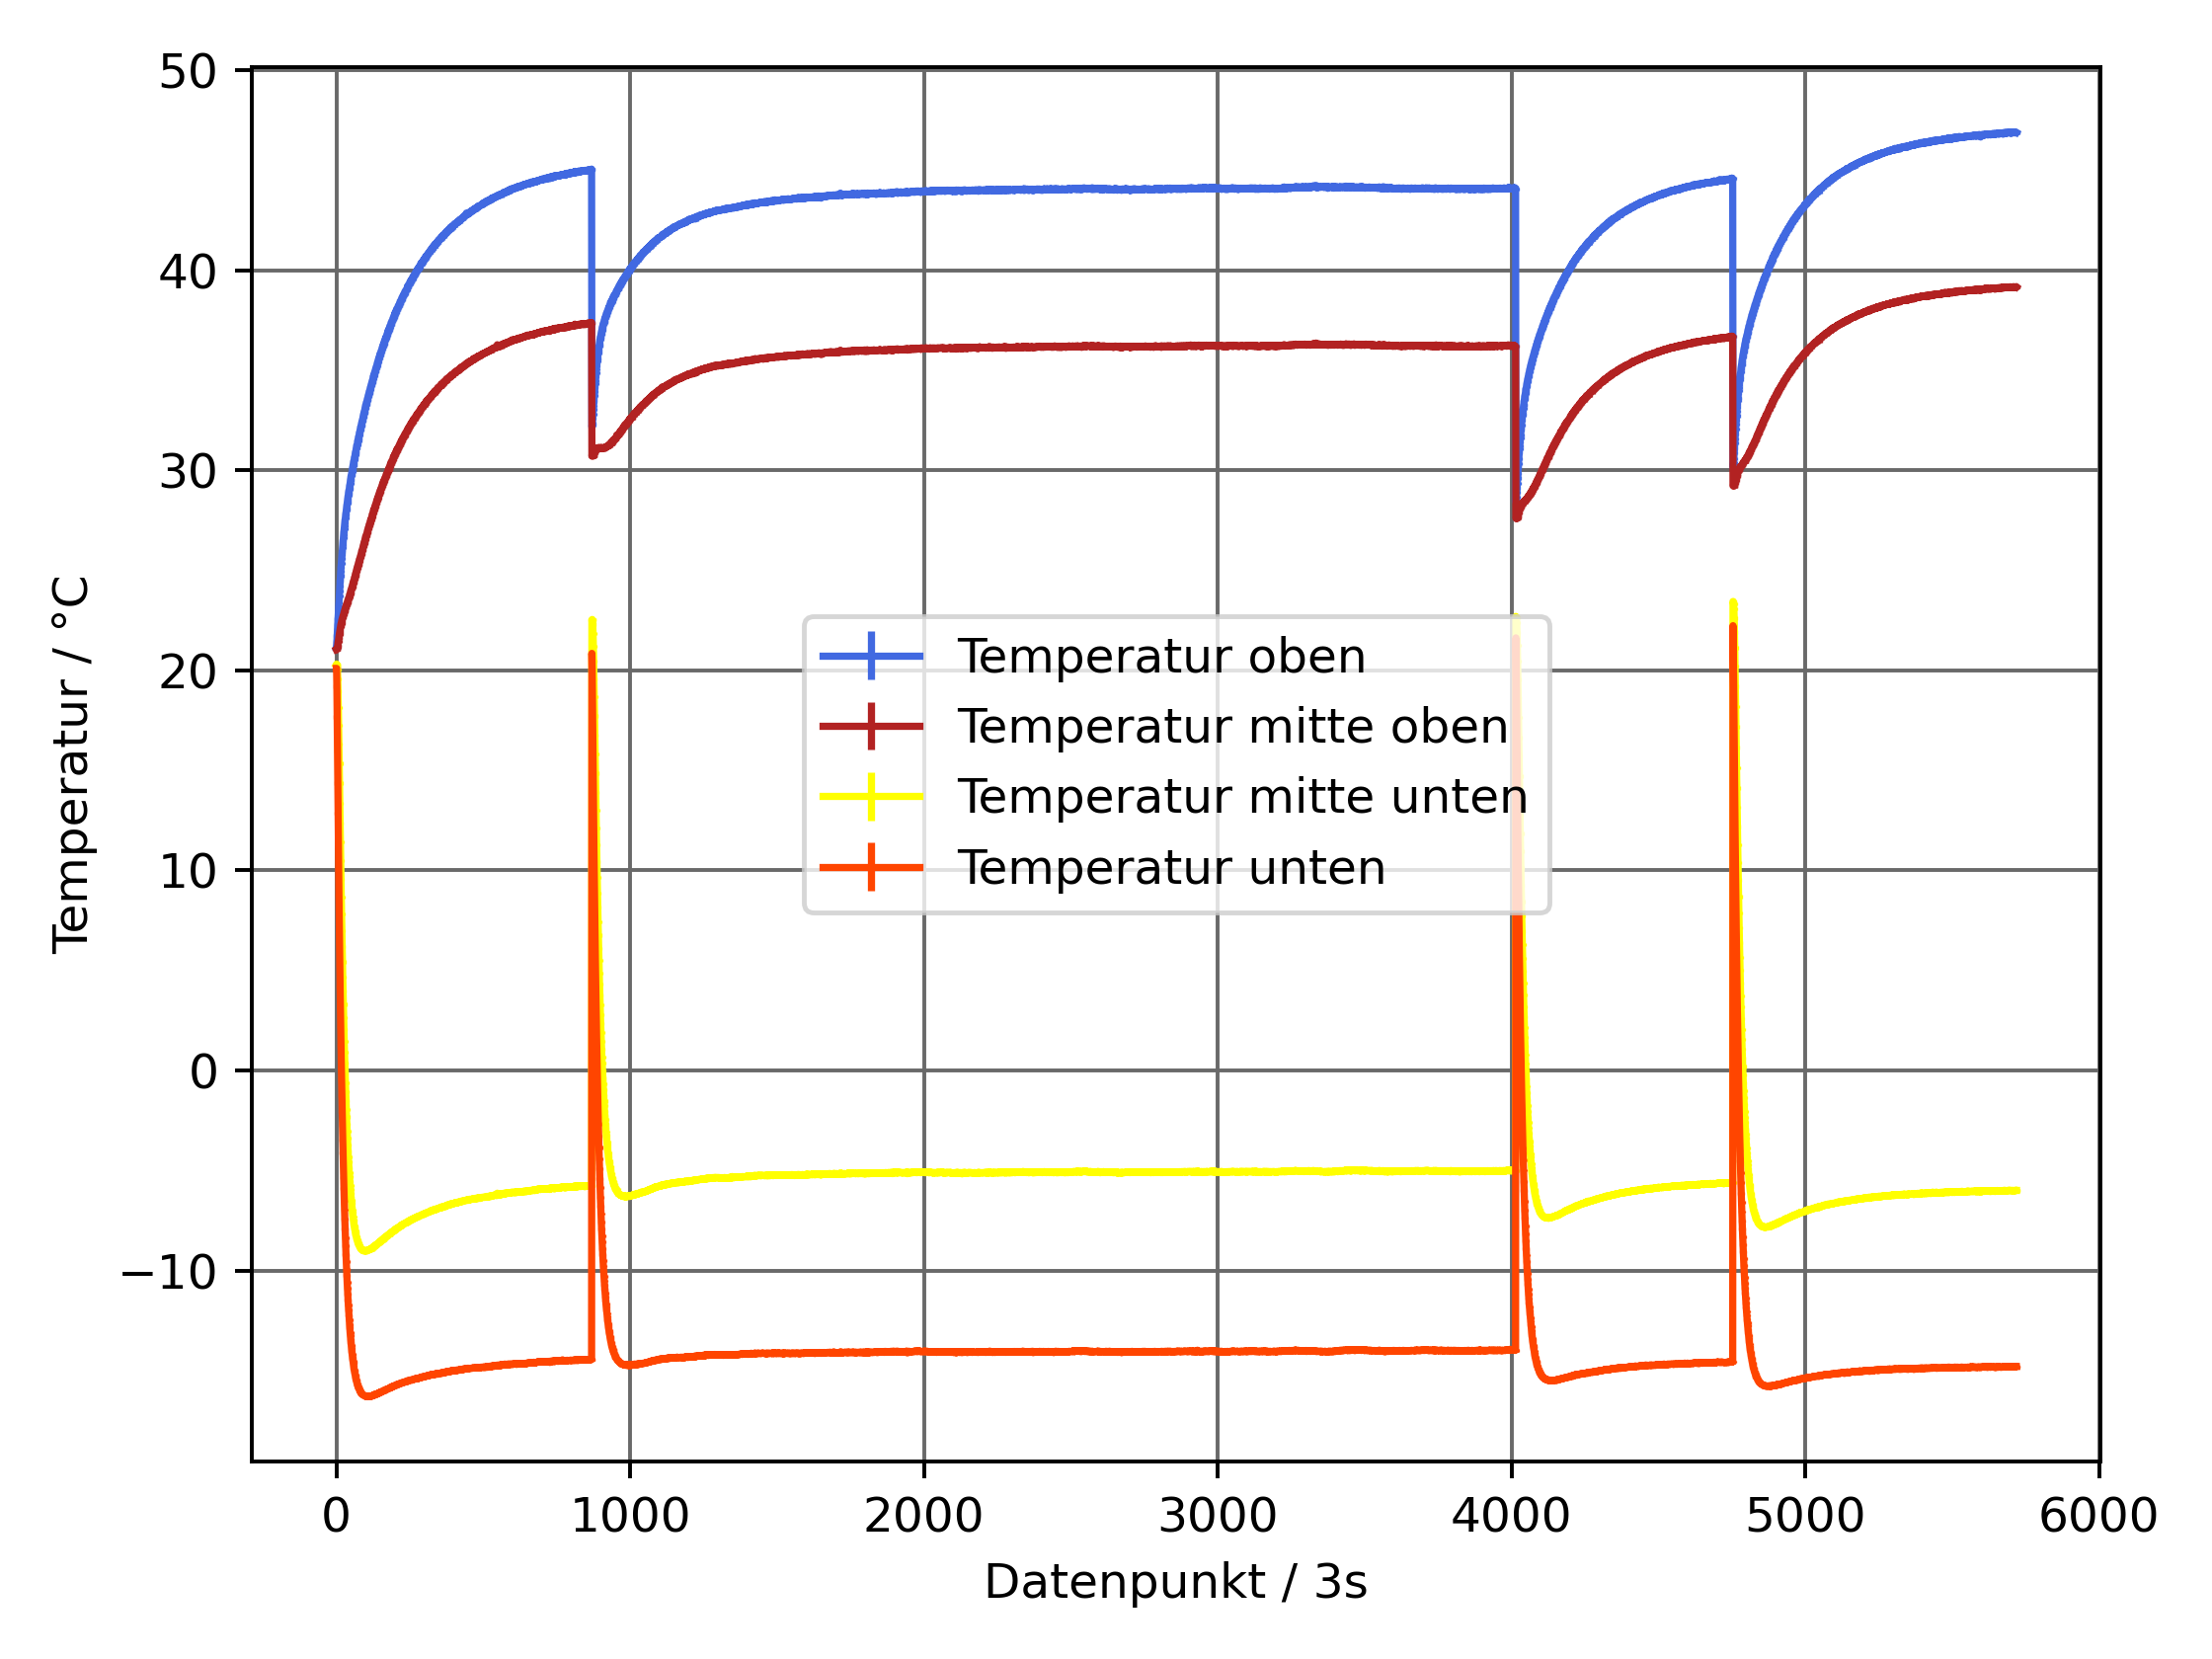 50
40
30
20
10
0
−10
Temperatur / °C
Temperatur oben
Temperatur mitte oben
Temperatur mitte unten
Temperatur unten
0 1000 2000 3000 4000 5000 6000
Datenpunkt / 3s